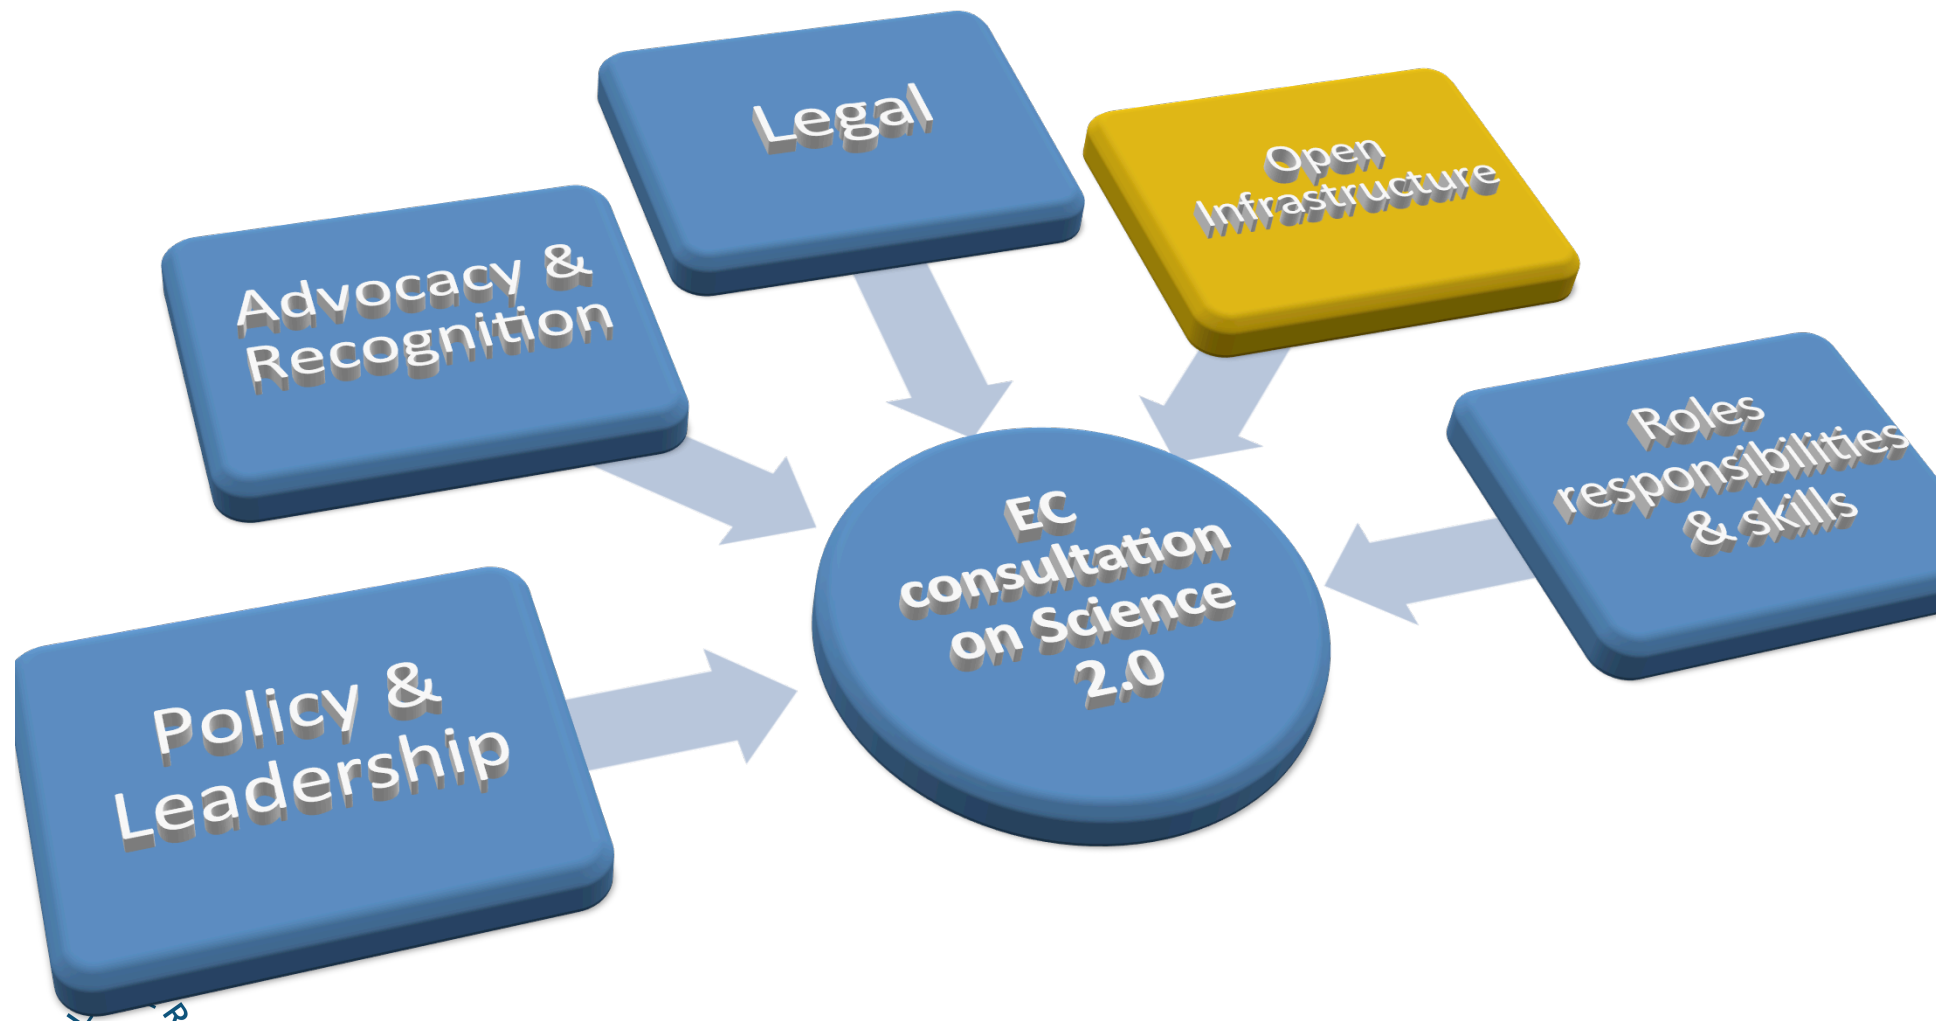 Legal
Open
Infrastructure
Advocacy &
Recognition
Roles
responsibilities
& skills
EC
consultation
on Science
2.0
Policy &
Leadership
R